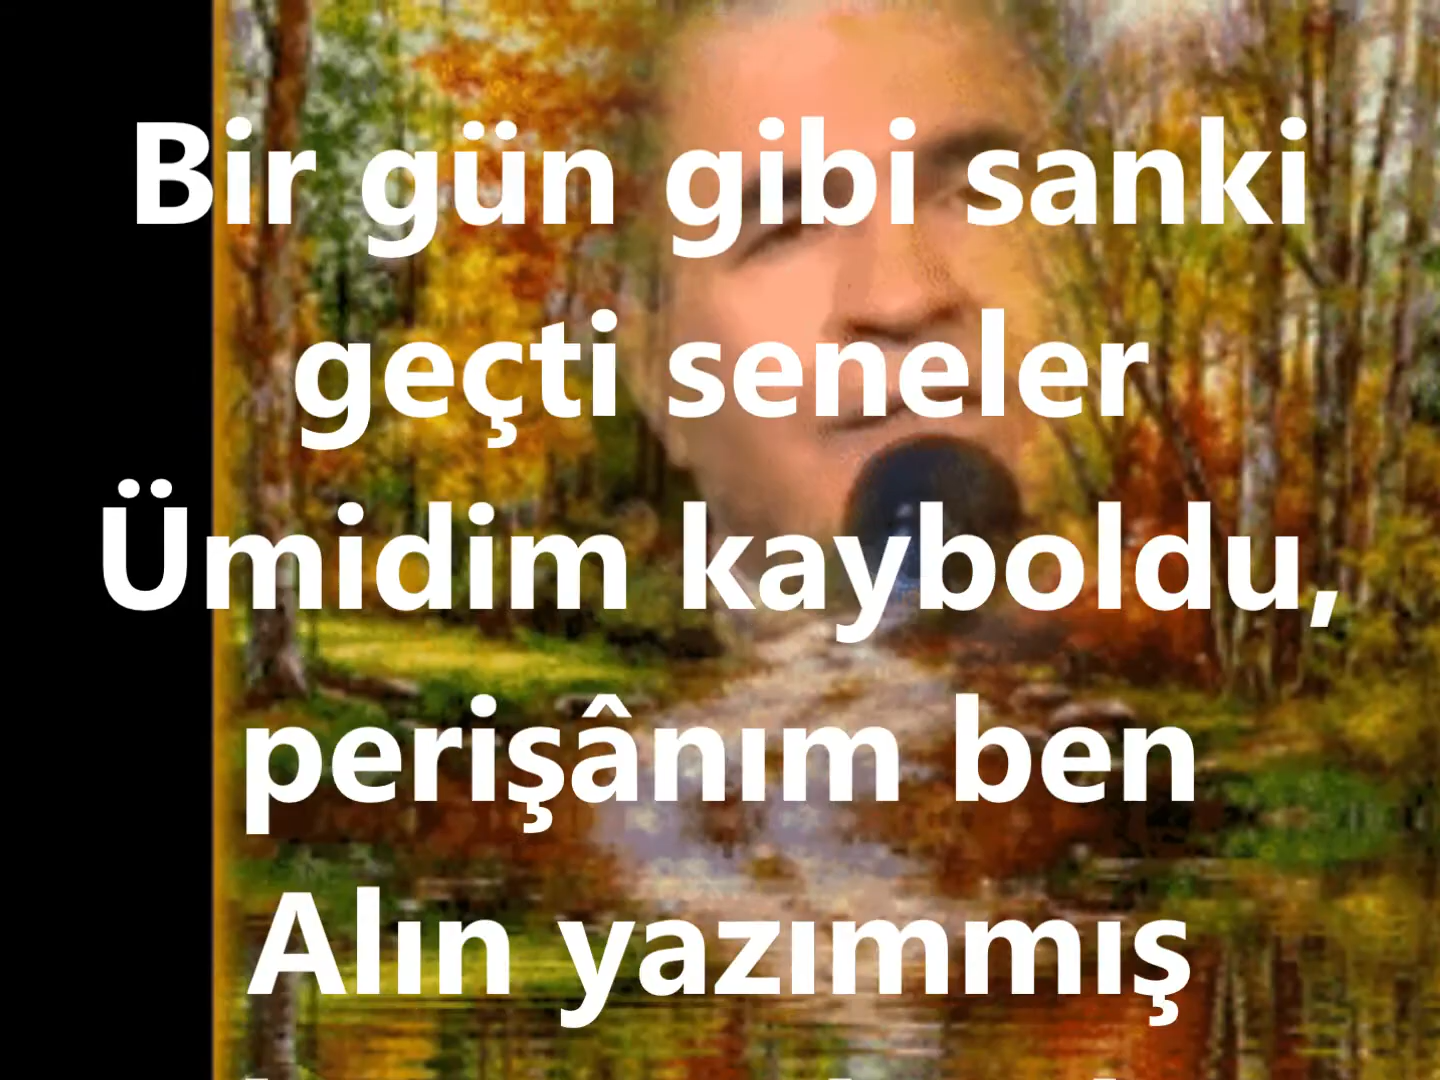 Bir gün gibi sanki
geçti seneler
Ümidim kayboldu,
perişânım ben
Alın yazımmış